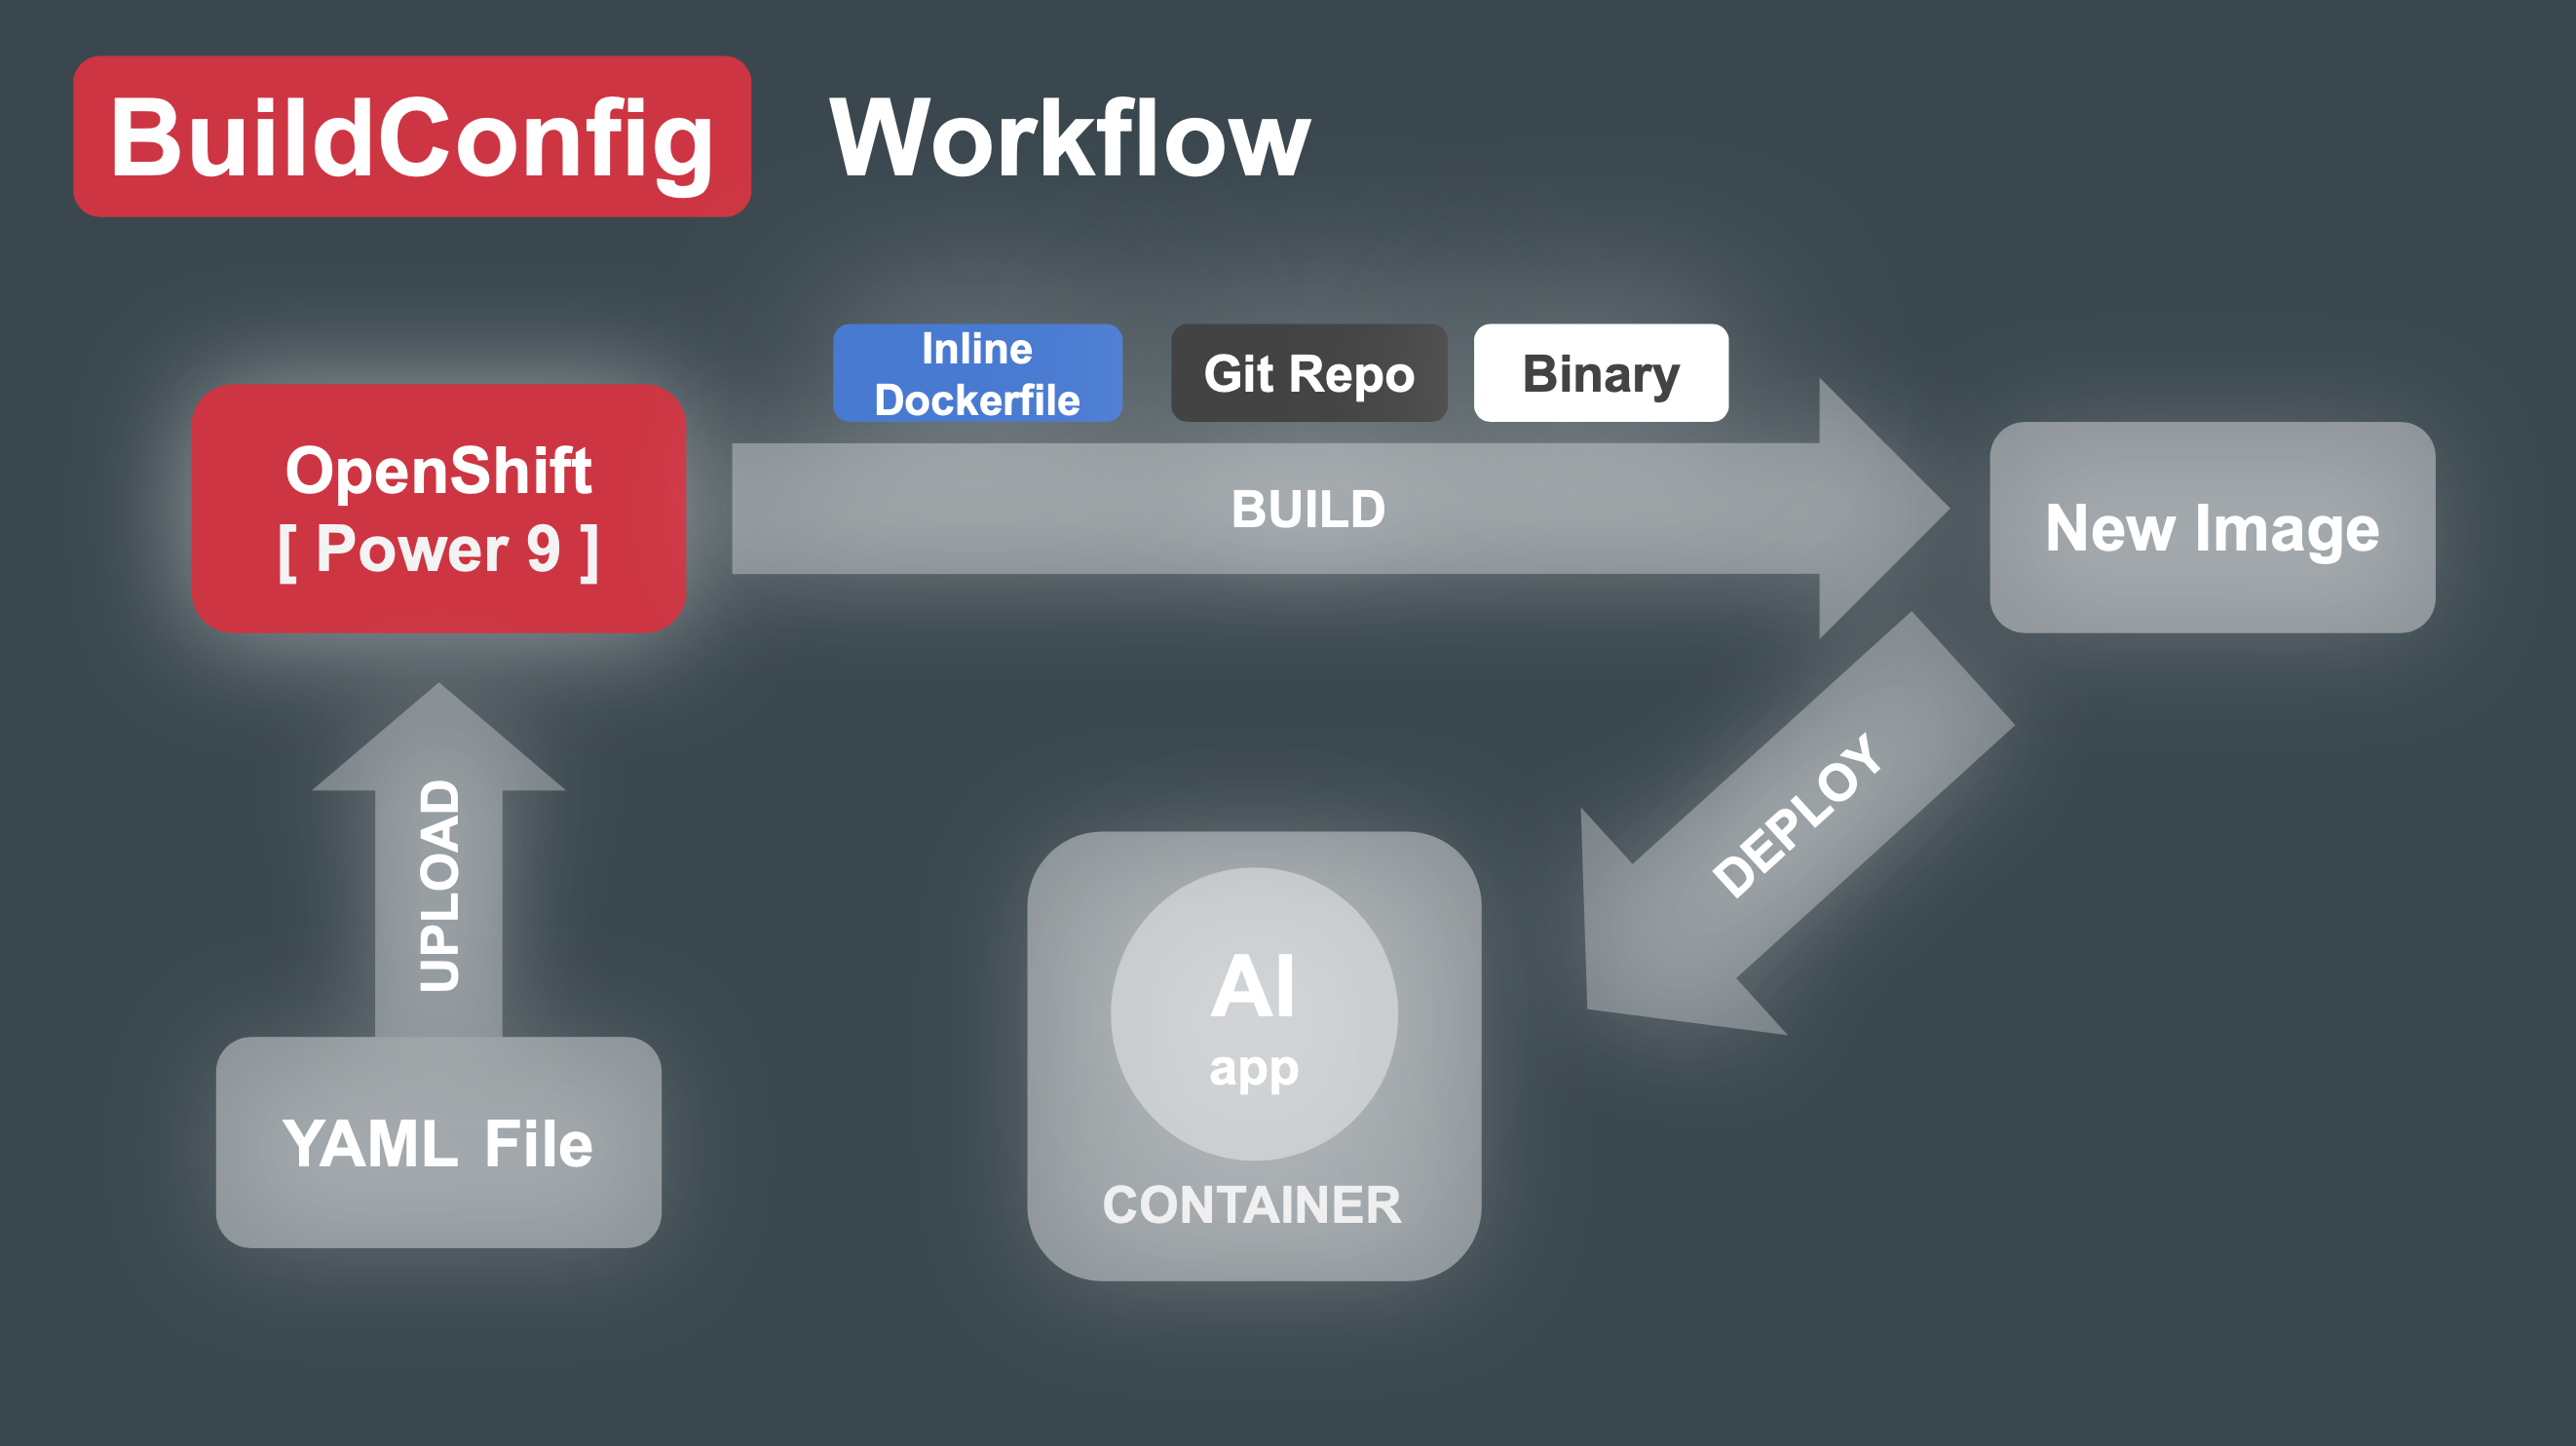 BuildConfig Workflow
Inline
Dockerfile
Git Repo
Binary
OpenShift
[ Power 9 ]
BUILD
New Image
UPLOAD
DEPLOY
AI
app
CONTAINER
YAML File